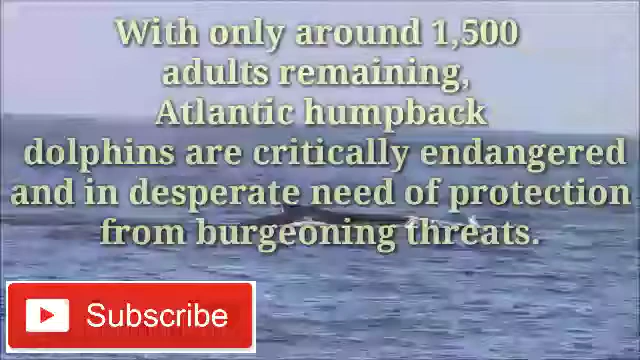 With only around 1,500
adults remaining,
Atlantic humpback
dolphins are critically endangered
and in desperate need of protection
from burgeoning threats.
Subscribe